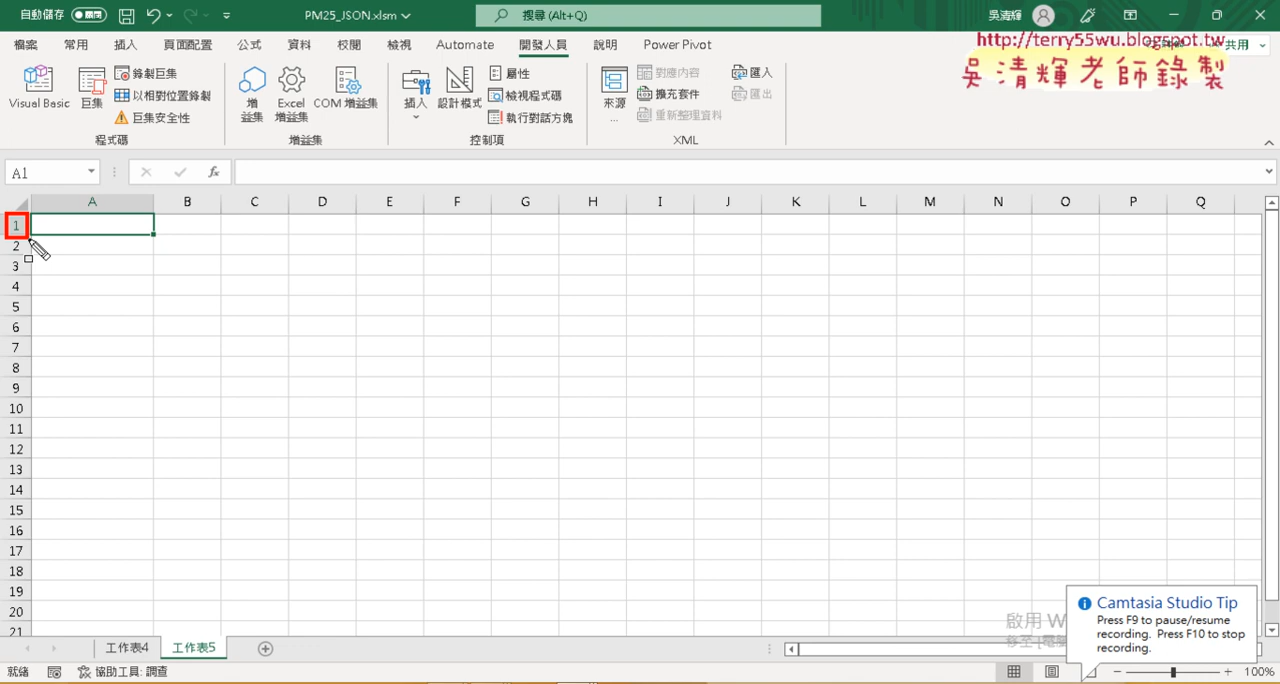 自動儲存 關閉 PM25_JSON.xlsm 搜尋 (Alt+Q) 吳清輝
檔案 常用 插入 頁面配置 公式 資料 校閱 檢視 Automate 開發人員 說明 Power Pivot 共用
http://terry55wu.blogspot.tw
吳清輝老師錄製
Visual Basic 巨集 錄製巨集 以相對位置錄製 巨集安全性
增益集 Excel 增益集 COM 增益集
插入 設計模式 屬性 檢視程式碼 執行對話方塊
來源... 對應內容 擴充套件 重新整理資料 匯入 匯出
程式碼 增益集 控制項 XML
A1 fx
A B C D E F G H I J K L M N O P Q
1
2
3
4
5
6
7
8
9
10
11
12
13
14
15
16
17
18
19
20
21
啟用 W
Camtasia Studio Tip
Press F9 to pause/resume
recording. Press F10 to stop
recording.
工作表4 工作表5
就緒 協助工具: 調查 100%